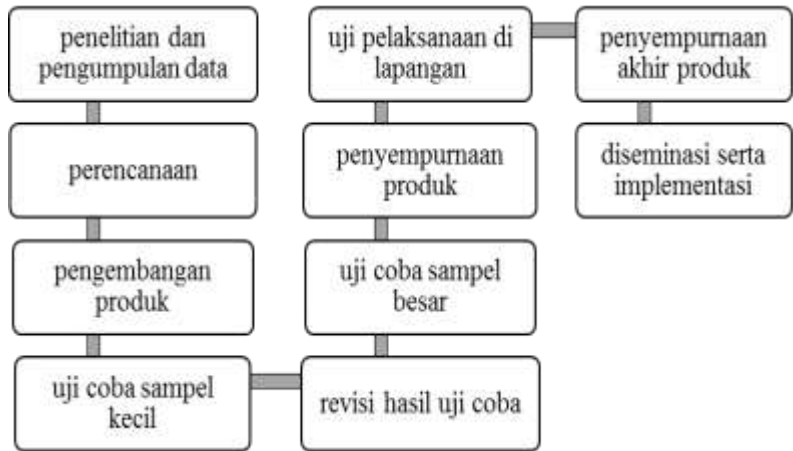 penelitian dan
pengumpulan data
perencanaan
pengembangan
produk
uji coba sampel
kecil
revisi hasil uji coba
uji coba sampel
besar
penyempurnaan
produk
uji pelaksanaan di
lapangan
penyempurnaan
akhir produk
diseminasi serta
implementasi